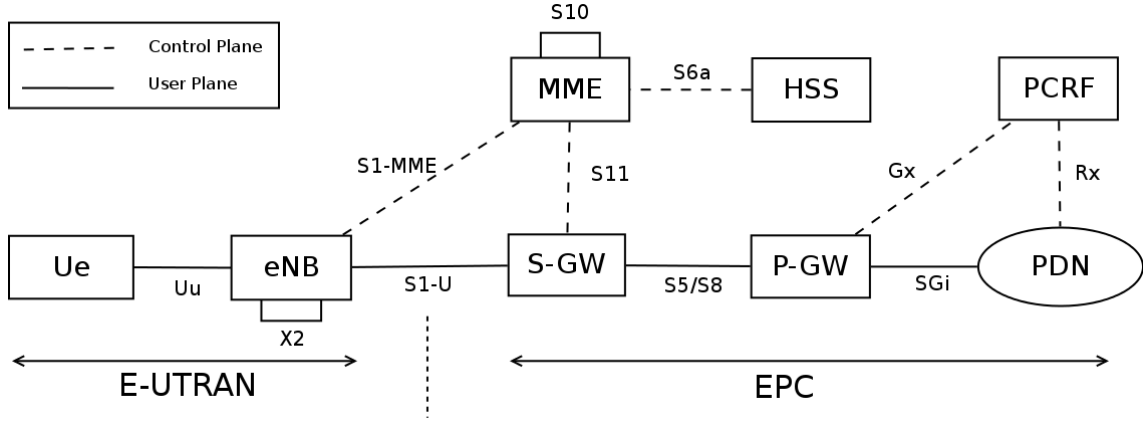 S10
Control Plane
User Plane
MME
S6a
HSS
PCRF
S1-MME
S11
Gx
Rx
Ue
Uu
eNB
S1-U
S-GW
S5/S8
P-GW
SGi
PDN
X2
E-UTRAN
EPC